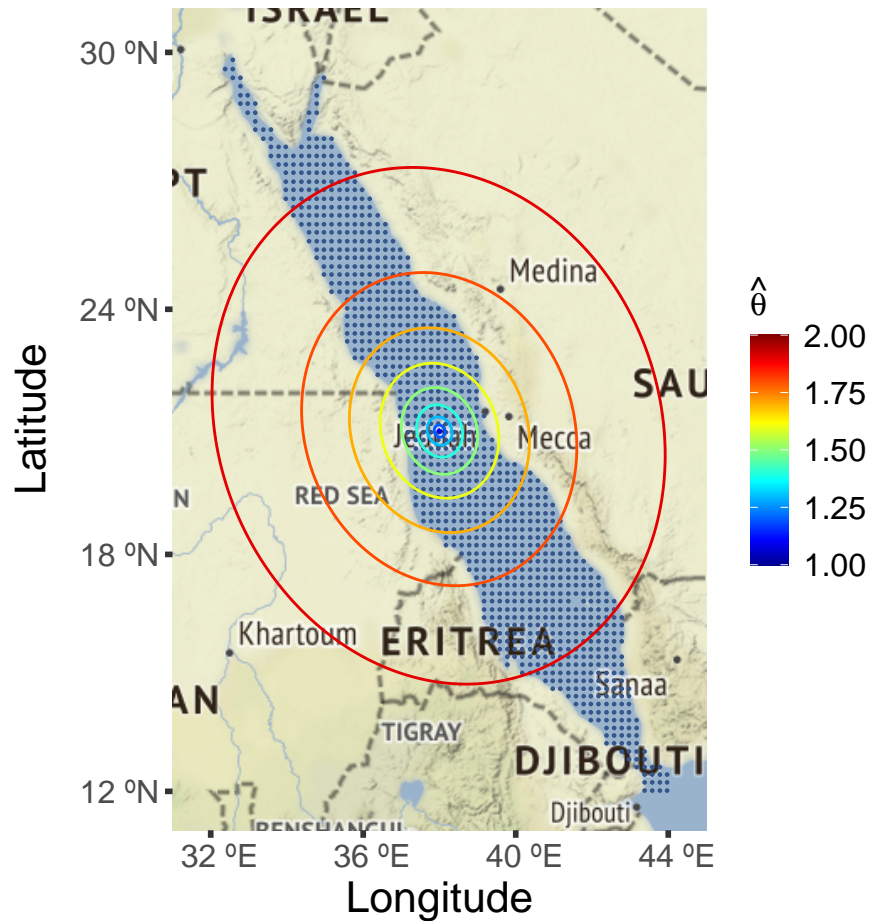 ISRAEL
30 ºN
PT
Medina
θ̂
24 ºN
2.00
1.75
1.50
1.25
1.00
SAU
Latitude
Jeddah
Mecca
RED SEA
N
18 ºN
Khartoum
ERITREA
Sanaa
AN
TIGRAY
DJIBOUTI
12 ºN
Djibouti
BENSHANGUL
32 ºE
36 ºE
40 ºE
44 ºE
Longitude